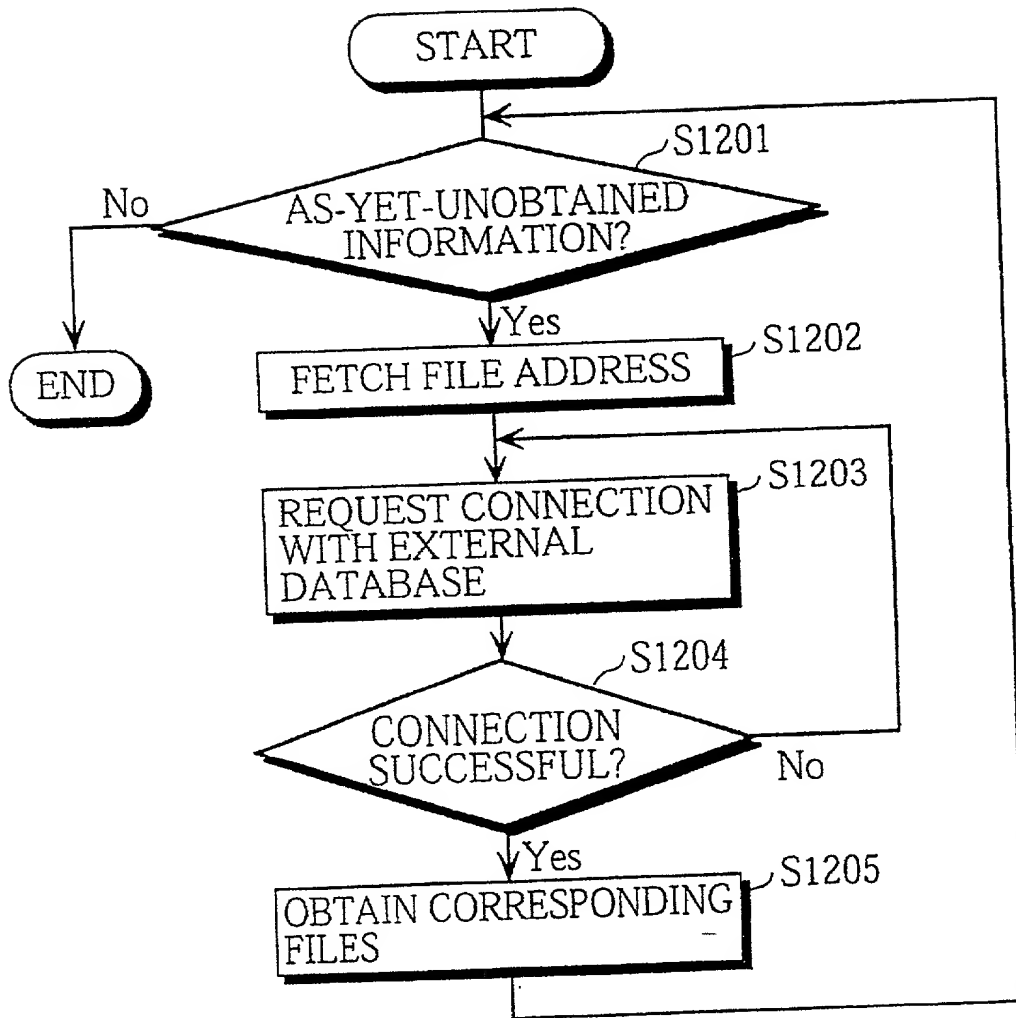 START
S1201
No
AS-YET-UNOBTAINED
INFORMATION?
Yes
S1202
END
FETCH FILE ADDRESS
S1203
REQUEST CONNECTION
WITH EXTERNAL
DATABASE
S1204
CONNECTION
SUCCESSFUL?
No
Yes
S1205
OBTAIN CORRESPONDING
FILES